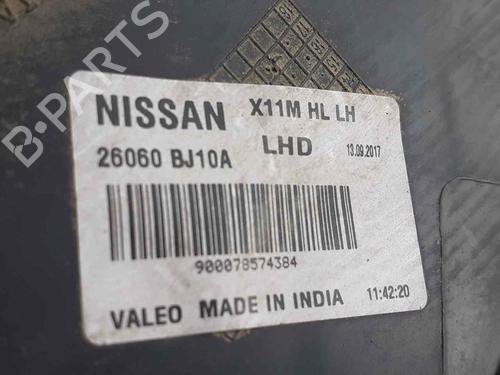 NISSAN X11M HL LH
26060 BJ10A LHD 13.09.2017
900078574384
VALEO MADE IN INDIA 11:42:20
B-PARTS